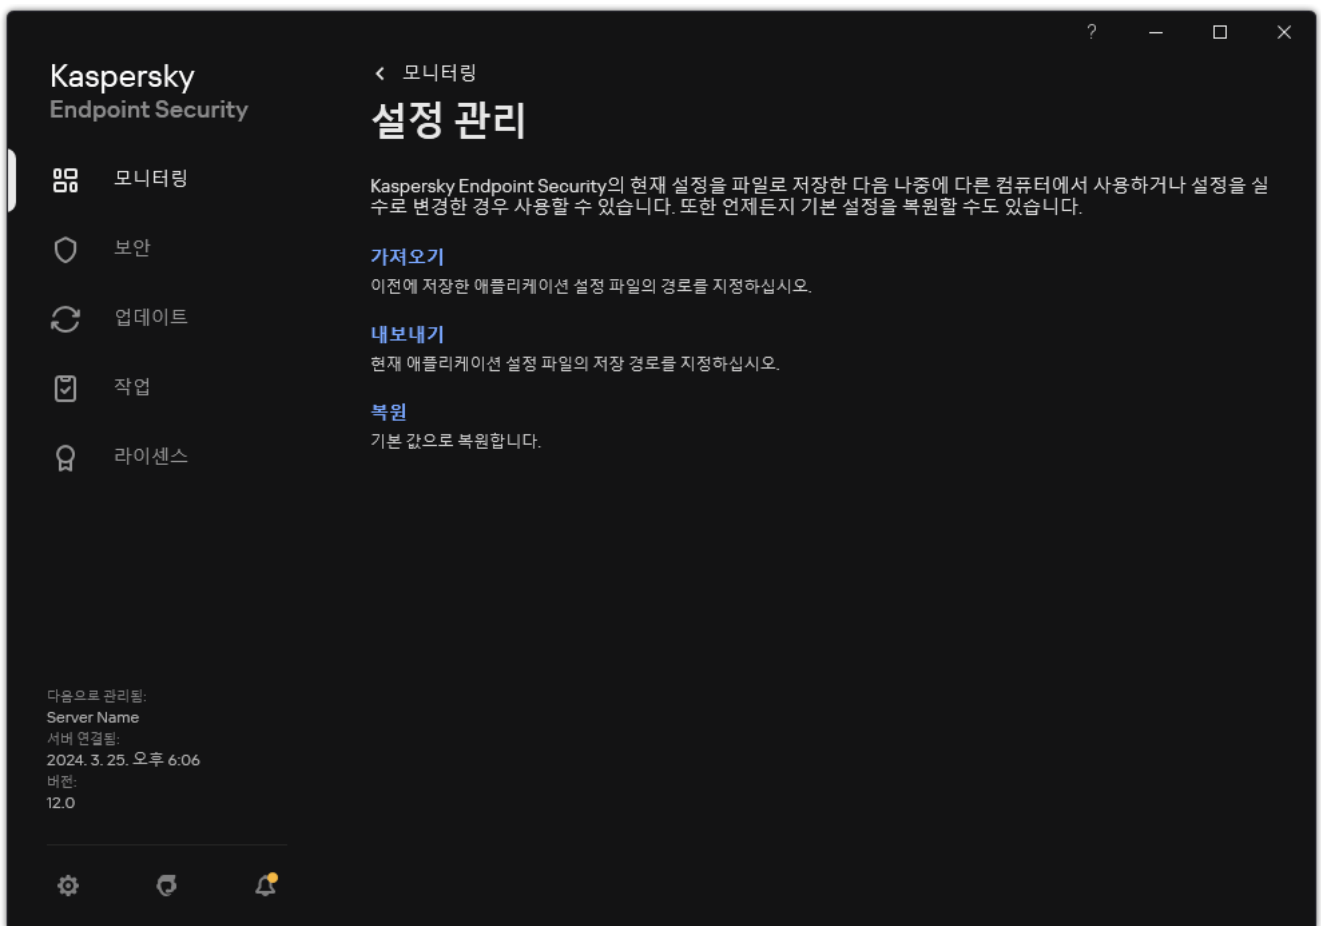 ?
Kaspersky
Endpoint Security
모니터링
보안
업데이트
작업
라이센스
다음으로 관리됨:
Server Name
서버 연결됨:
2024. 3. 25. 오후 6:06
버전:
12.0
모니터링
설정 관리
Kaspersky Endpoint Security의 현재 설정을 파일로 저장한 다음 나중에 다른 컴퓨터에서 사용하거나 설정을 실
수로 변경한 경우 사용할 수 있습니다. 또한 언제든지 기본 설정을 복원할 수도 있습니다.
가져오기
이전에 저장한 애플리케이션 설정 파일의 경로를 지정하십시오.
내보내기
현재 애플리케이션 설정 파일의 저장 경로를 지정하십시오.
복원
기본 값으로 복원합니다.